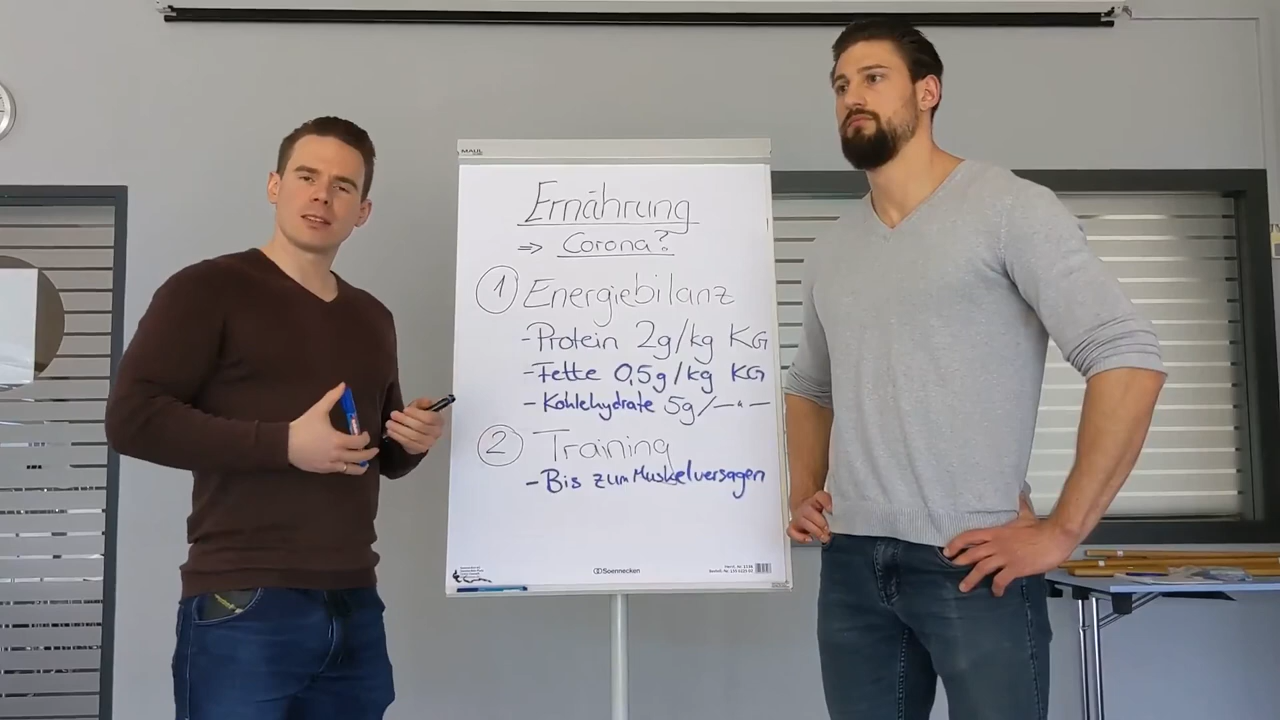 MAUL
Ernährung
⇒ Corona?
① Energiebilanz
- Protein 2g/kg KG
- Fette 0,5g/kg KG
- Kohlehydrate 5g/—"—
② Training
- Bis zum Muskelversagen
Soennecken